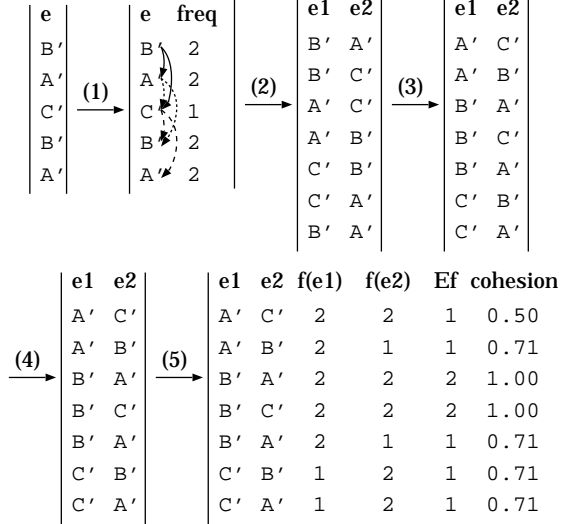 e
B'
A'
C'
B'
A'
(1)
e freq
B' 2
A' 2
C' 1
B' 2
A' 2
(2)
e1 e2
B' A'
B' C'
A' C'
A' B'
C' B'
C' A'
B' A'
(3)
e1 e2
A' C'
A' B'
B' A'
B' C'
B' A'
C' B'
C' A'
(4)
e1 e2
A' C'
A' B'
B' A'
B' C'
B' A'
C' B'
C' A'
(5)
e1 e2 f(e1) f(e2) Ef cohesion
A' C' 2 2 1 0.50
A' B' 2 1 1 0.71
B' A' 2 2 2 1.00
B' C' 2 2 2 1.00
B' A' 2 1 1 0.71
C' B' 1 2 1 0.71
C' A' 1 2 1 0.71